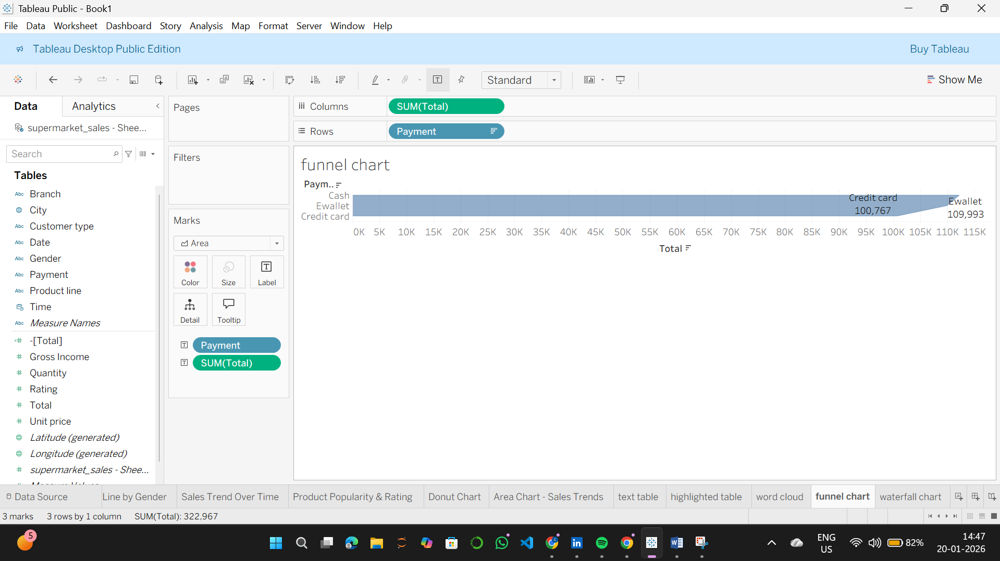 Tableau Public - Book1
File Data Worksheet Dashboard Story Analysis Map Format Server Window Help
Tableau Desktop Public Edition
Buy Tableau
Standard
Show Me
Data
Analytics
supermarket_sales - Shee...
Search
Tables
Abc Branch
City
Abc Customer type
Abc Date
Abc Gender
Abc Payment
Abc Product line
Time
Abc Measure Names
-[Total]
Gross Income
Quantity
Rating
Total
Unit price
Latitude (generated)
Longitude (generated)
supermarket_sales - Shee...
Pages
Filters
Marks
Area
Color
Size
Label
Detail
Tooltip
Payment
SUM(Total)
Columns
SUM(Total)
Rows
Payment
funnel chart
Paym..
Cash
Ewallet
Credit card
Credit card
100,767
Ewallet
109,993
0K 5K 10K 15K 20K 25K 30K 35K 40K 45K 50K 55K 60K 65K 70K 75K 80K 85K 90K 95K 100K 105K 110K 115K
Total
Data Source
Line by Gender
Sales Trend Over Time
Product Popularity & Rating
Donut Chart
Area Chart - Sales Trends
text table
highlighted table
word cloud
funnel chart
waterfall chart
3 marks
3 rows by 1 column
SUM(Total): 322,967
5
ENG
US
82%
14:47
20-01-2026